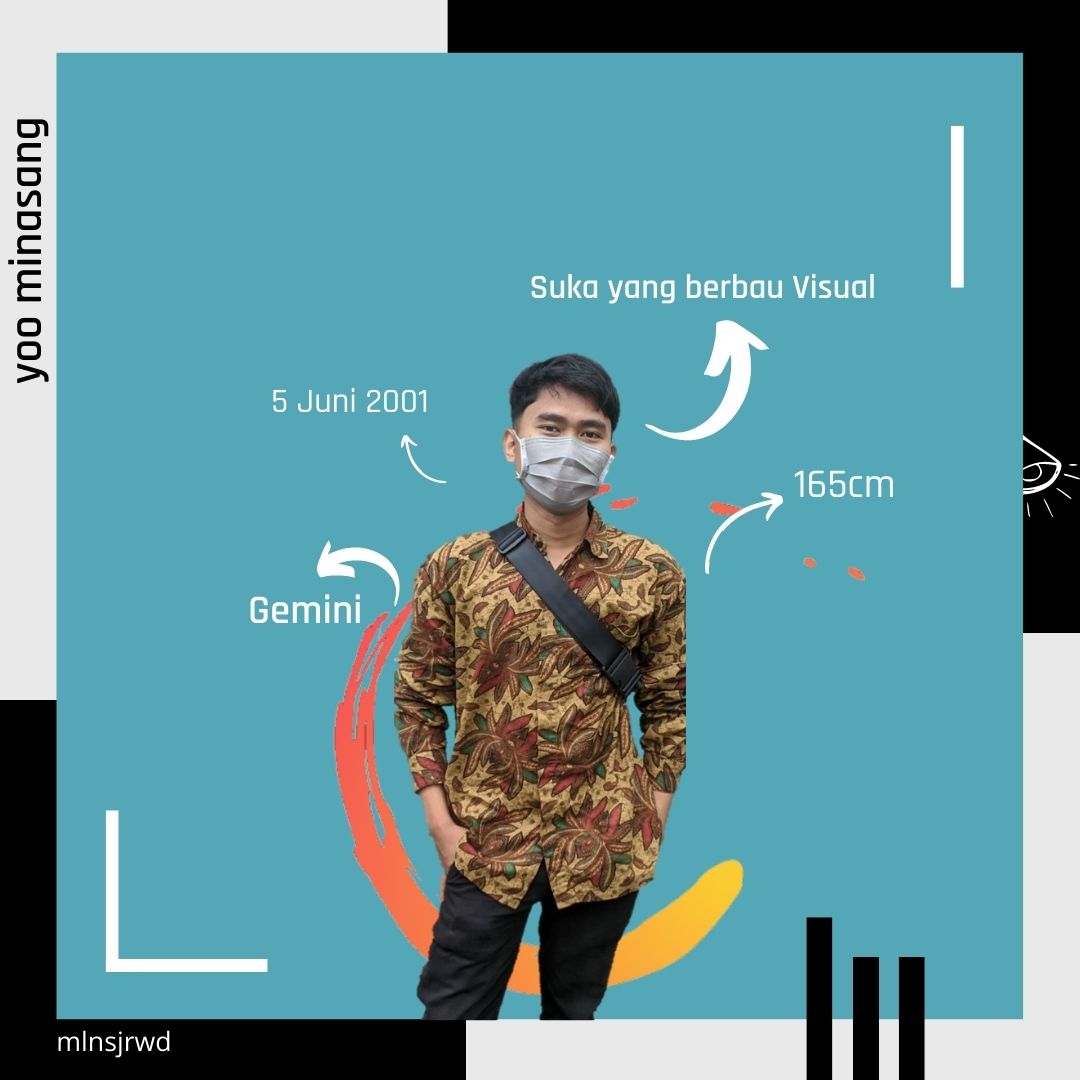 yoo minasang
Suka yang berbau Visual
5 Juni 2001
165cm
Gemini
mlnsjrwd